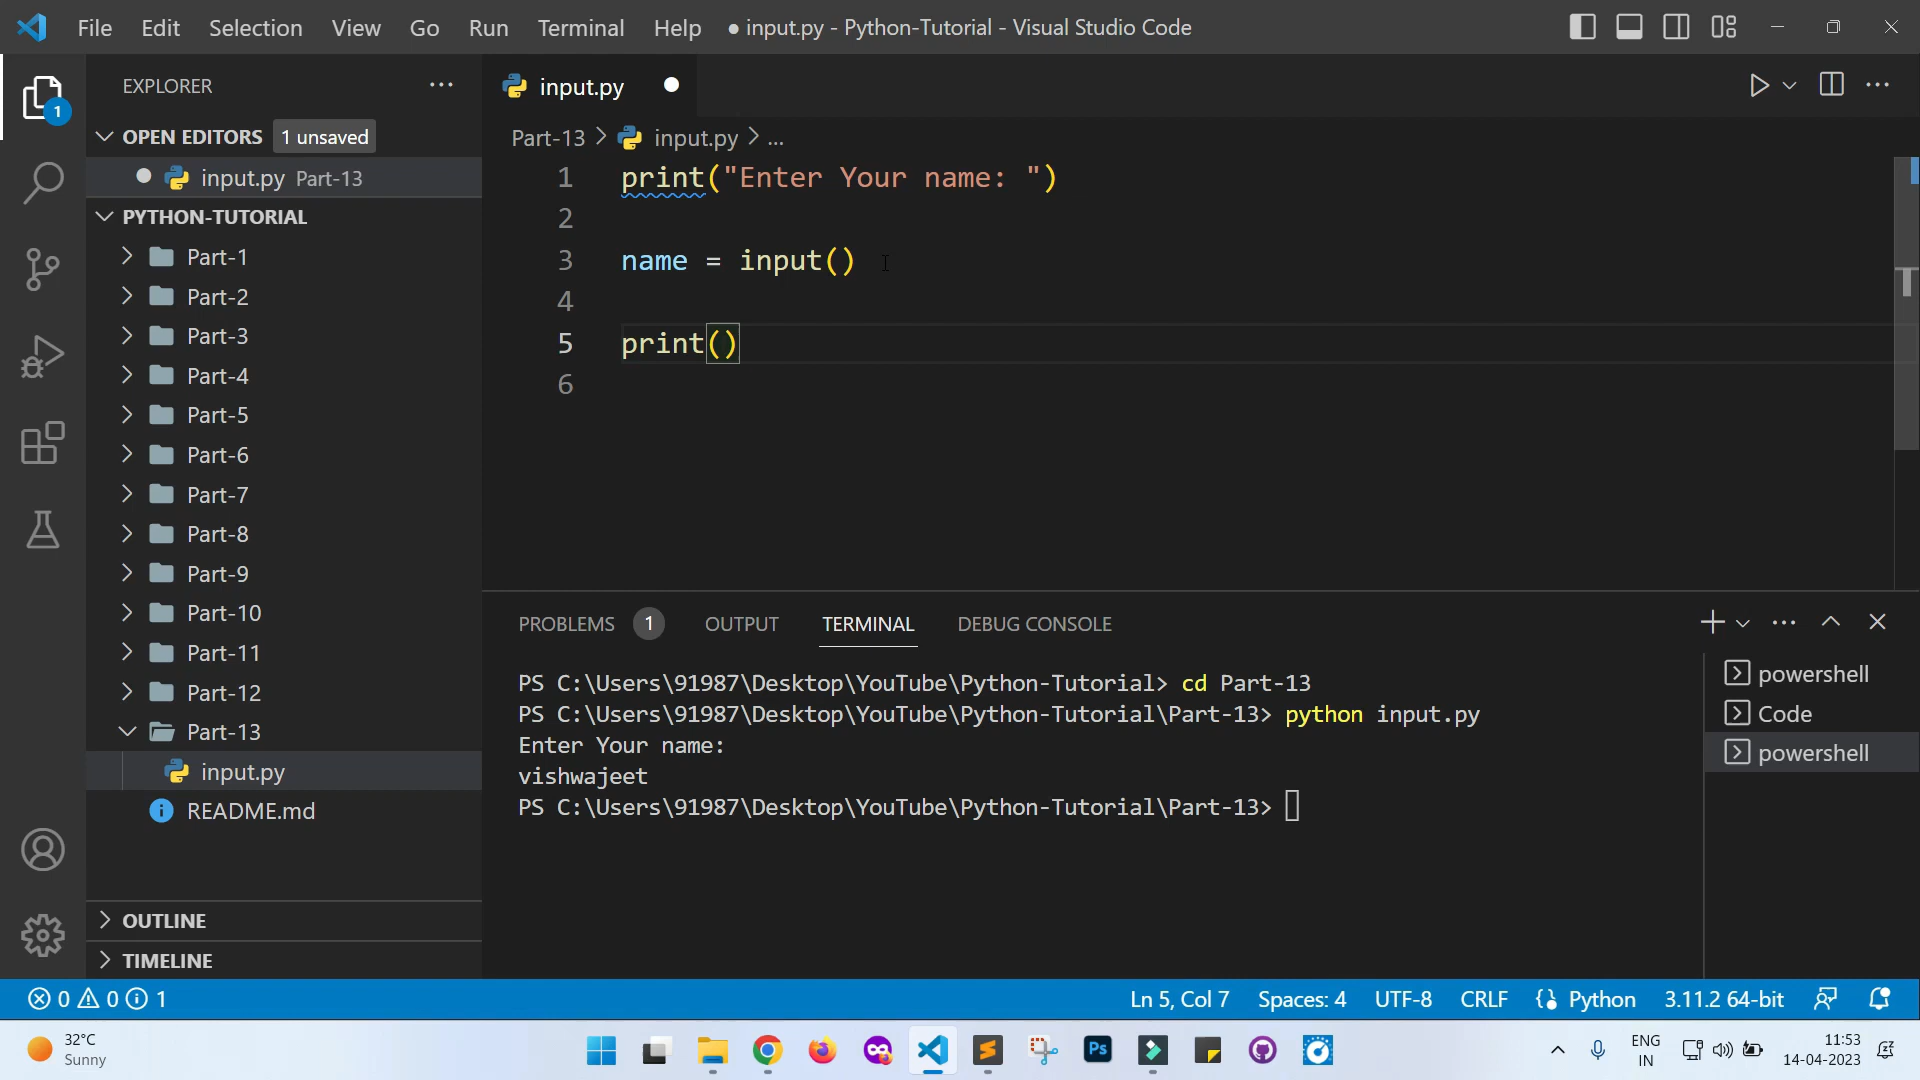 File Edit Selection View Go Run Terminal Help ● input.py - Python-Tutorial - Visual Studio Code
EXPLORER
OPEN EDITORS 1 unsaved
input.py Part-13
PYTHON-TUTORIAL
Part-1
Part-2
Part-3
Part-4
Part-5
Part-6
Part-7
Part-8
Part-9
Part-10
Part-11
Part-12
Part-13
input.py
README.md
OUTLINE
TIMELINE
1
input.py
Part-13 > input.py > ...
1 print("Enter Your name: ")
2
3 name = input()
4
5 print()
6
PROBLEMS 1 OUTPUT TERMINAL DEBUG CONSOLE
PS C:\Users\91987\Desktop\YouTube\Python-Tutorial> cd Part-13
PS C:\Users\91987\Desktop\YouTube\Python-Tutorial\Part-13> python input.py
Enter Your name:
vishwajeet
PS C:\Users\91987\Desktop\YouTube\Python-Tutorial\Part-13>
powershell
Code
powershell
0 0 1 Ln 5, Col 7 Spaces: 4 UTF-8 CRLF Python 3.11.2 64-bit
32°C
Sunny
Ps
ENG
IN
11:53
14-04-2023